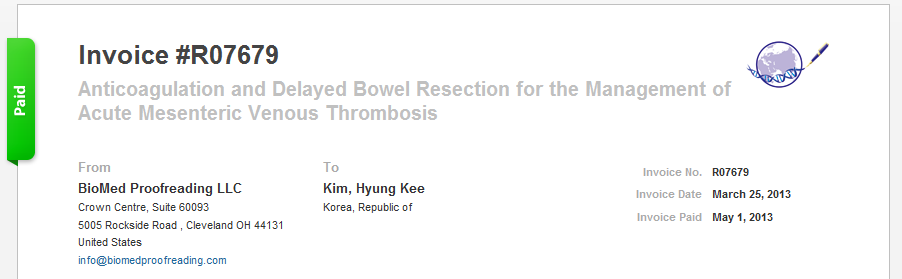 Paid
Invoice #R07679
Anticoagulation and Delayed Bowel Resection for the Management of
Acute Mesenteric Venous Thrombosis
From
BioMed Proofreading LLC
Crown Centre, Suite 60093
5005 Rockside Road , Cleveland OH 44131
United States
info@biomedproofreading.com
To
Kim, Hyung Kee
Korea, Republic of
Invoice No. R07679
Invoice Date March 25, 2013
Invoice Paid May 1, 2013